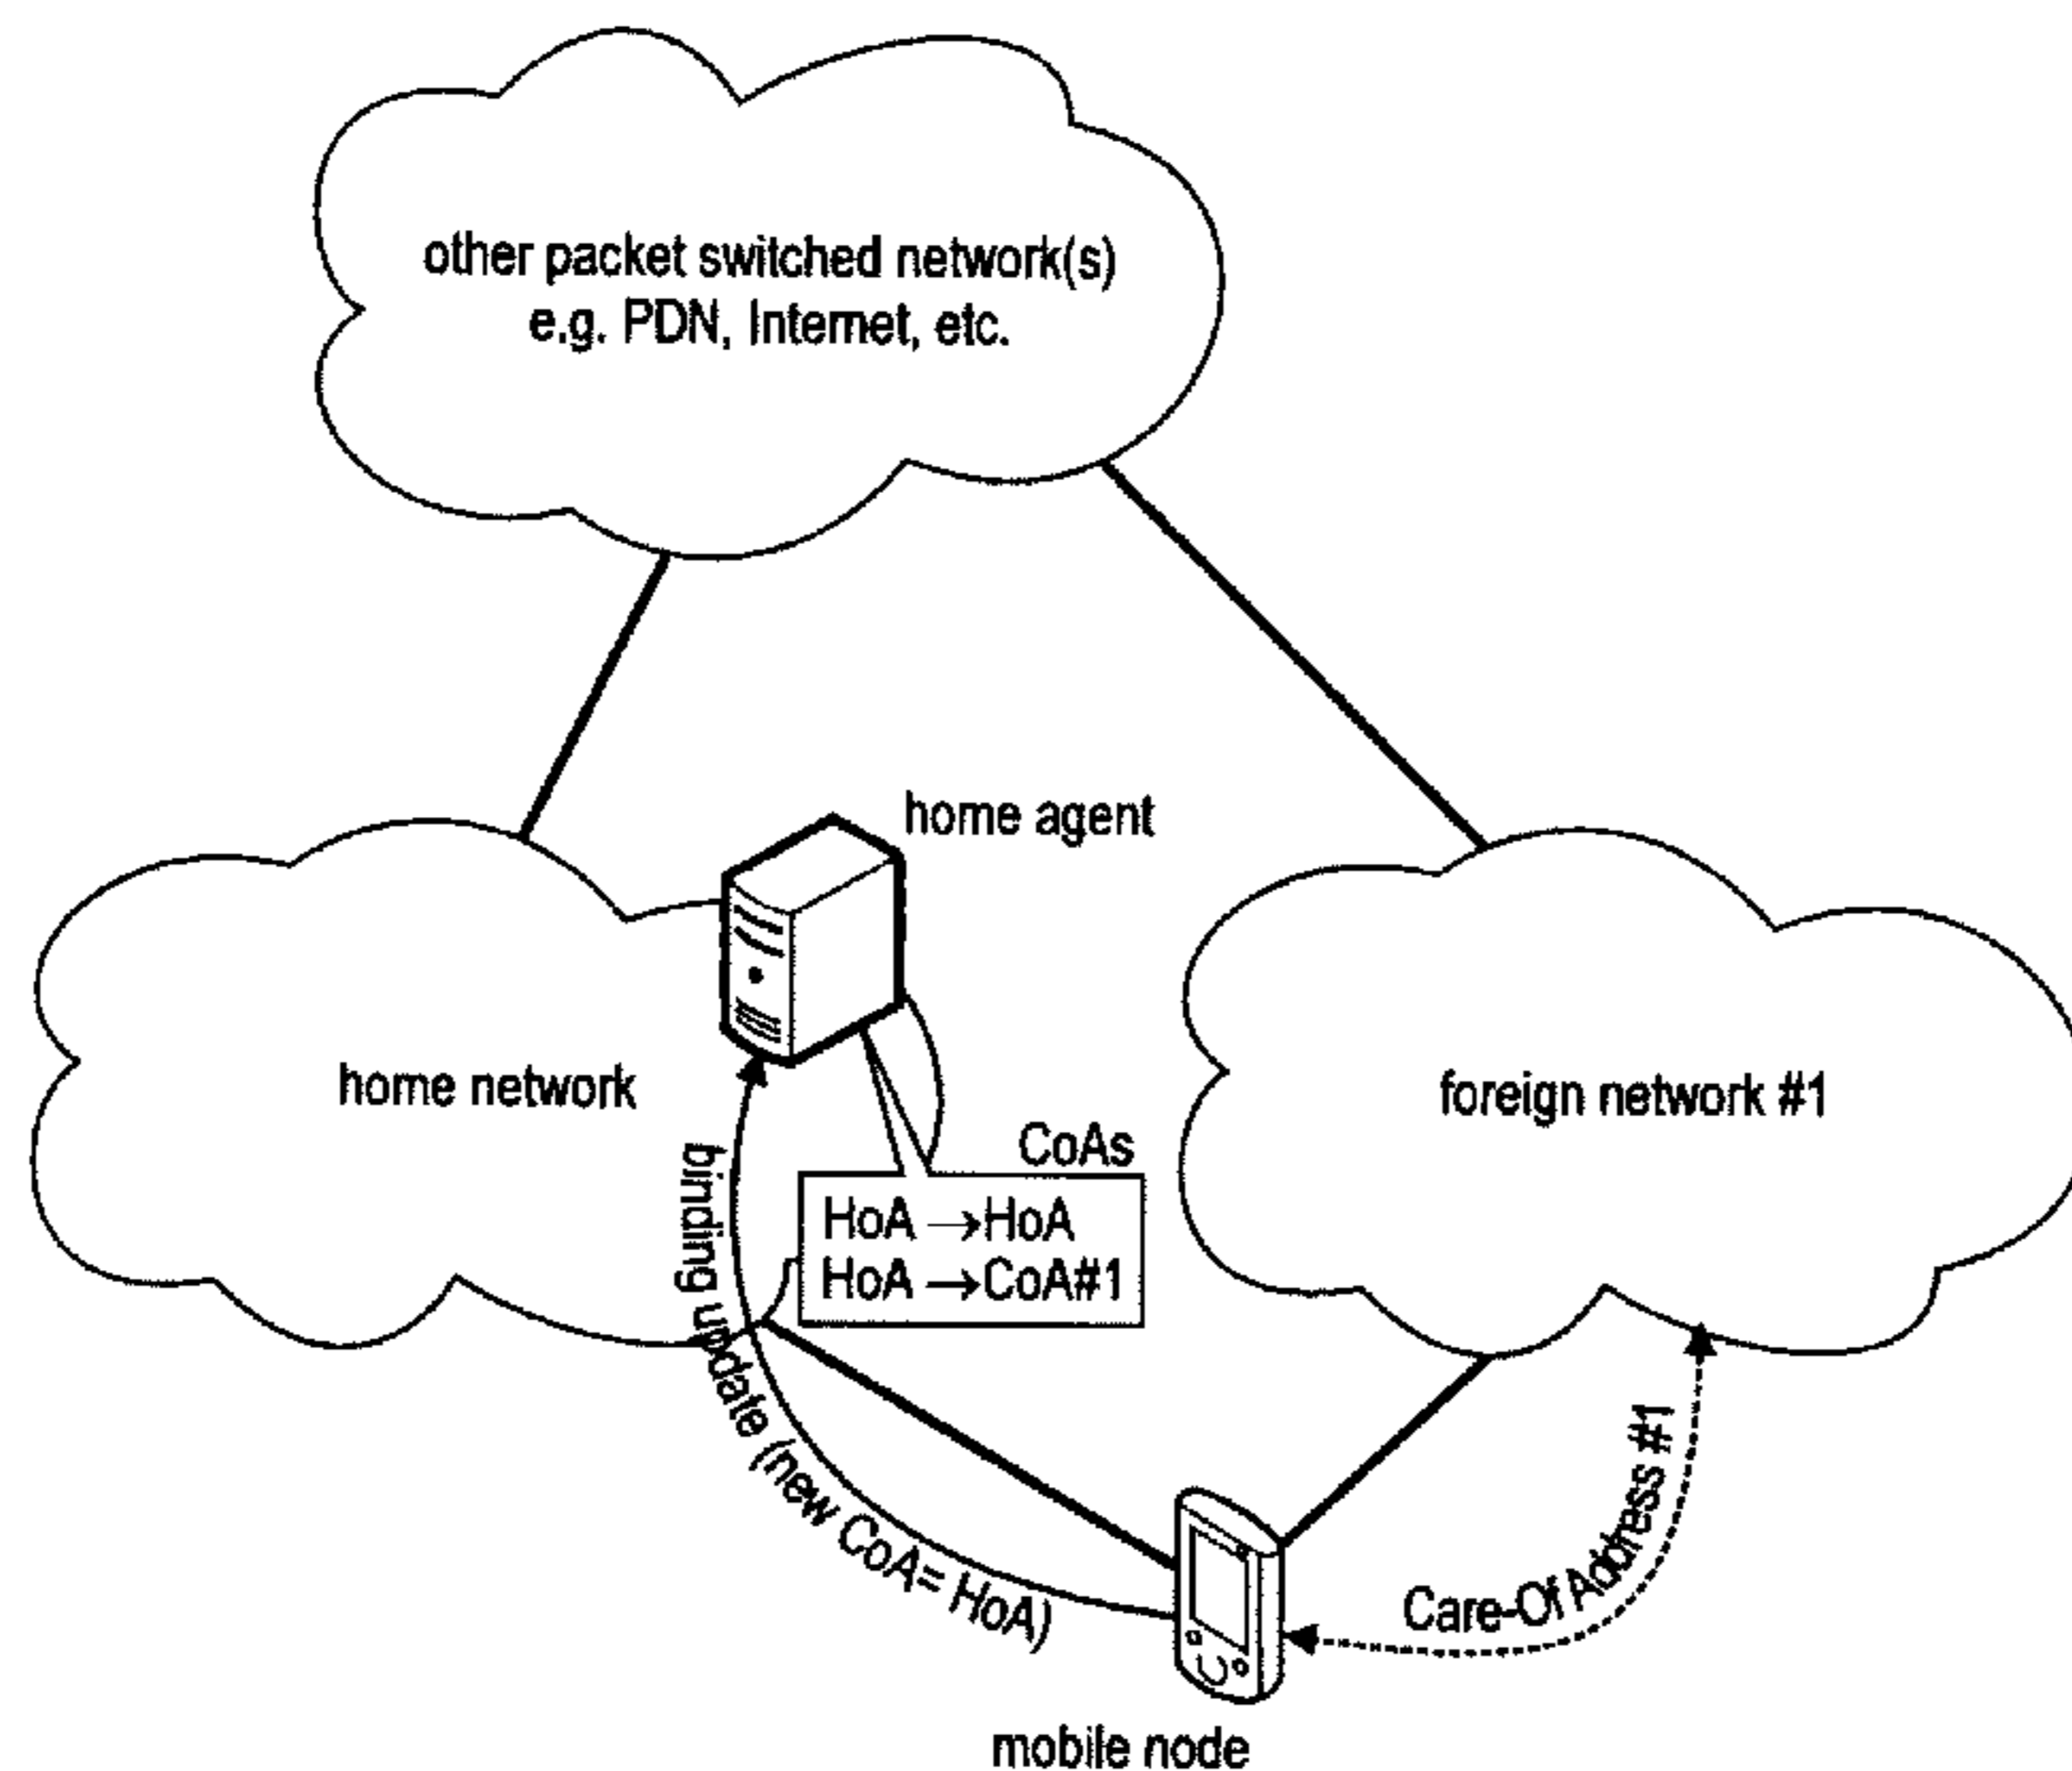 other packet switched network(s)
e.g. PDN, Internet, etc.
home agent
home network
foreign network #1
CoAs
HoA →HoA
HoA →CoA#1
binding update (new CoA= HoA)
Care-Of Address #1
mobile node